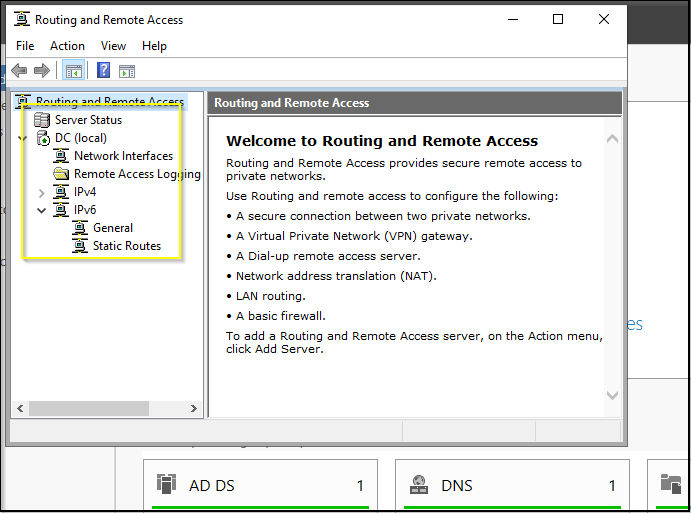 Routing and Remote Access
File Action View Help
Routing and Remote Access
Server Status
DC (local)
Network Interfaces
Remote Access Logging
IPv4
IPv6
General
Static Routes
Routing and Remote Access
Welcome to Routing and Remote Access
Routing and Remote Access provides secure remote access to
private networks.
Use Routing and remote access to configure the following:
• A secure connection between two private networks.
• A Virtual Private Network (VPN) gateway.
• A Dial-up remote access server.
• Network address translation (NAT).
• LAN routing.
• A basic firewall.
To add a Routing and Remote Access server, on the Action menu,
click Add Server.
es
AD DS 1
DNS 1